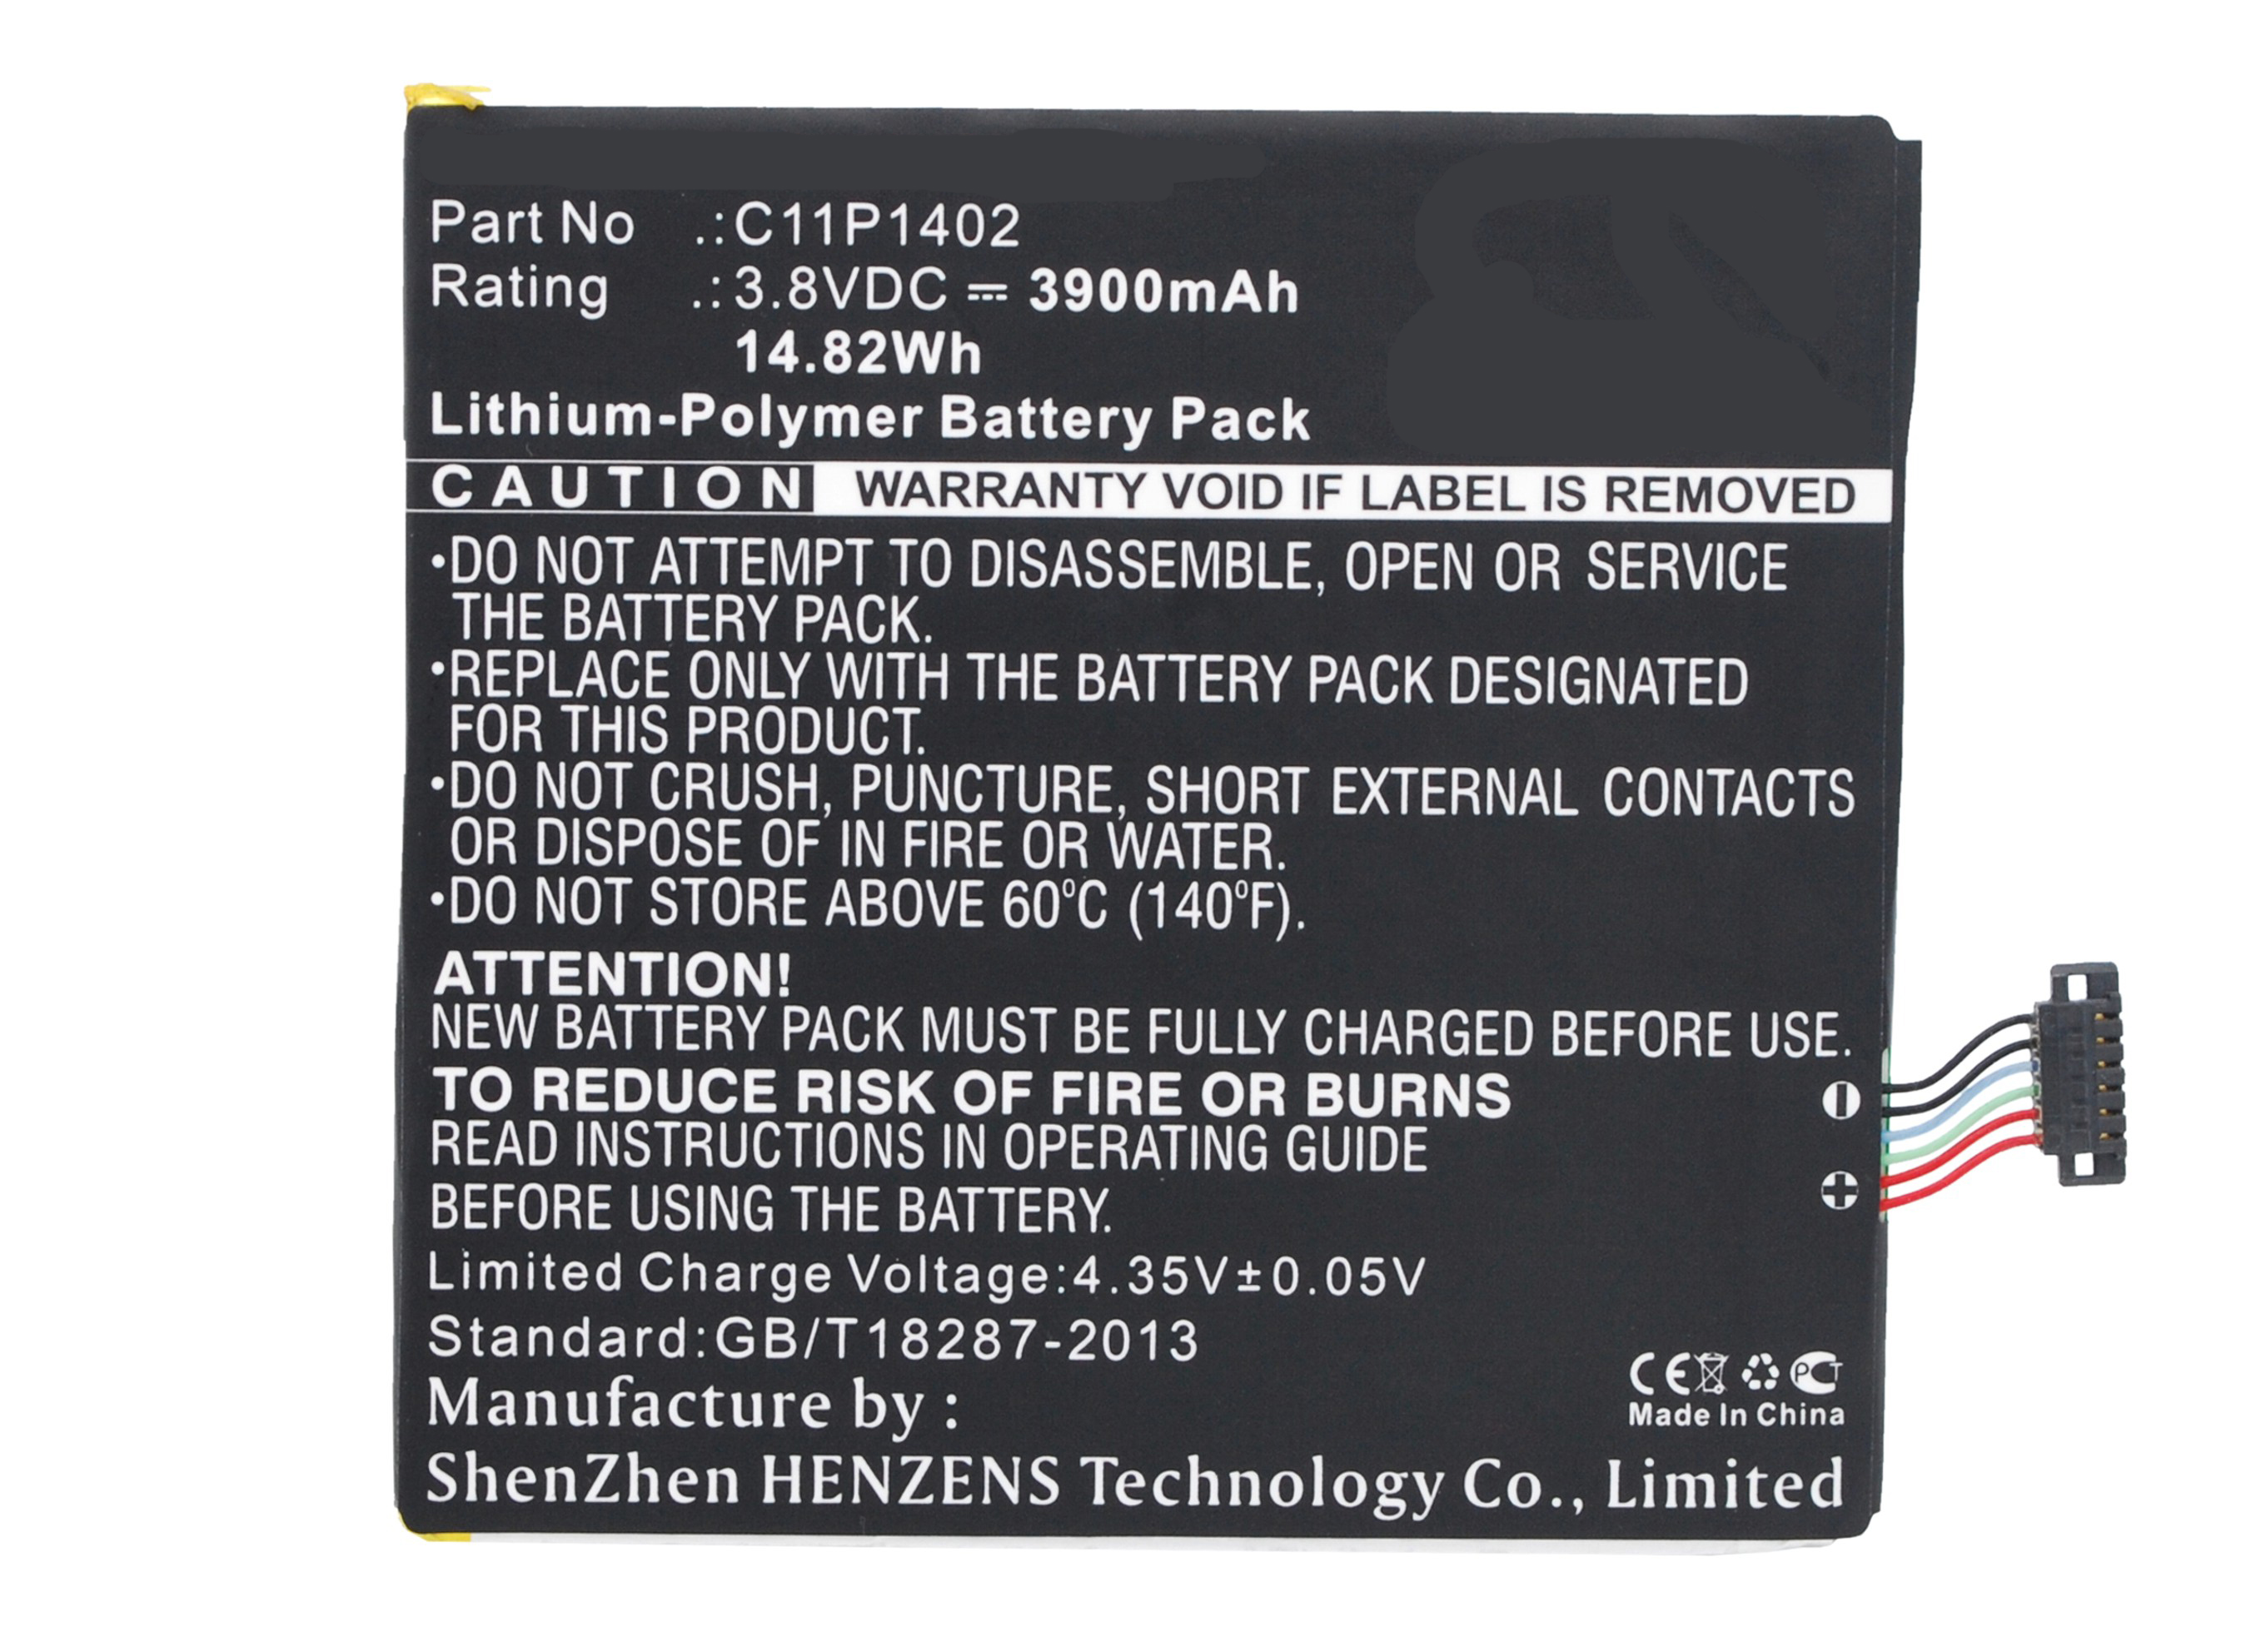 Part No .:C11P1402
Rating .:3.8VDC ⎓ 3900mAh
14.82Wh
Lithium-Polymer Battery Pack
CAUTION WARRANTY VOID IF LABEL IS REMOVED
•DO NOT ATTEMPT TO DISASSEMBLE, OPEN OR SERVICE
THE BATTERY PACK.
•REPLACE ONLY WITH THE BATTERY PACK DESIGNATED
FOR THIS PRODUCT.
•DO NOT CRUSH, PUNCTURE, SHORT EXTERNAL CONTACTS
OR DISPOSE OF IN FIRE OR WATER.
•DO NOT STORE ABOVE 60°C (140°F).
ATTENTION!
NEW BATTERY PACK MUST BE FULLY CHARGED BEFORE USE.
TO REDUCE RISK OF FIRE OR BURNS
READ INSTRUCTIONS IN OPERATING GUIDE
BEFORE USING THE BATTERY.
Limited Charge Voltage:4.35V±0.05V
Standard:GB/T18287-2013
CE PCT
Made In China
Manufacture by :
ShenZhen HENZENS Technology Co., Limited